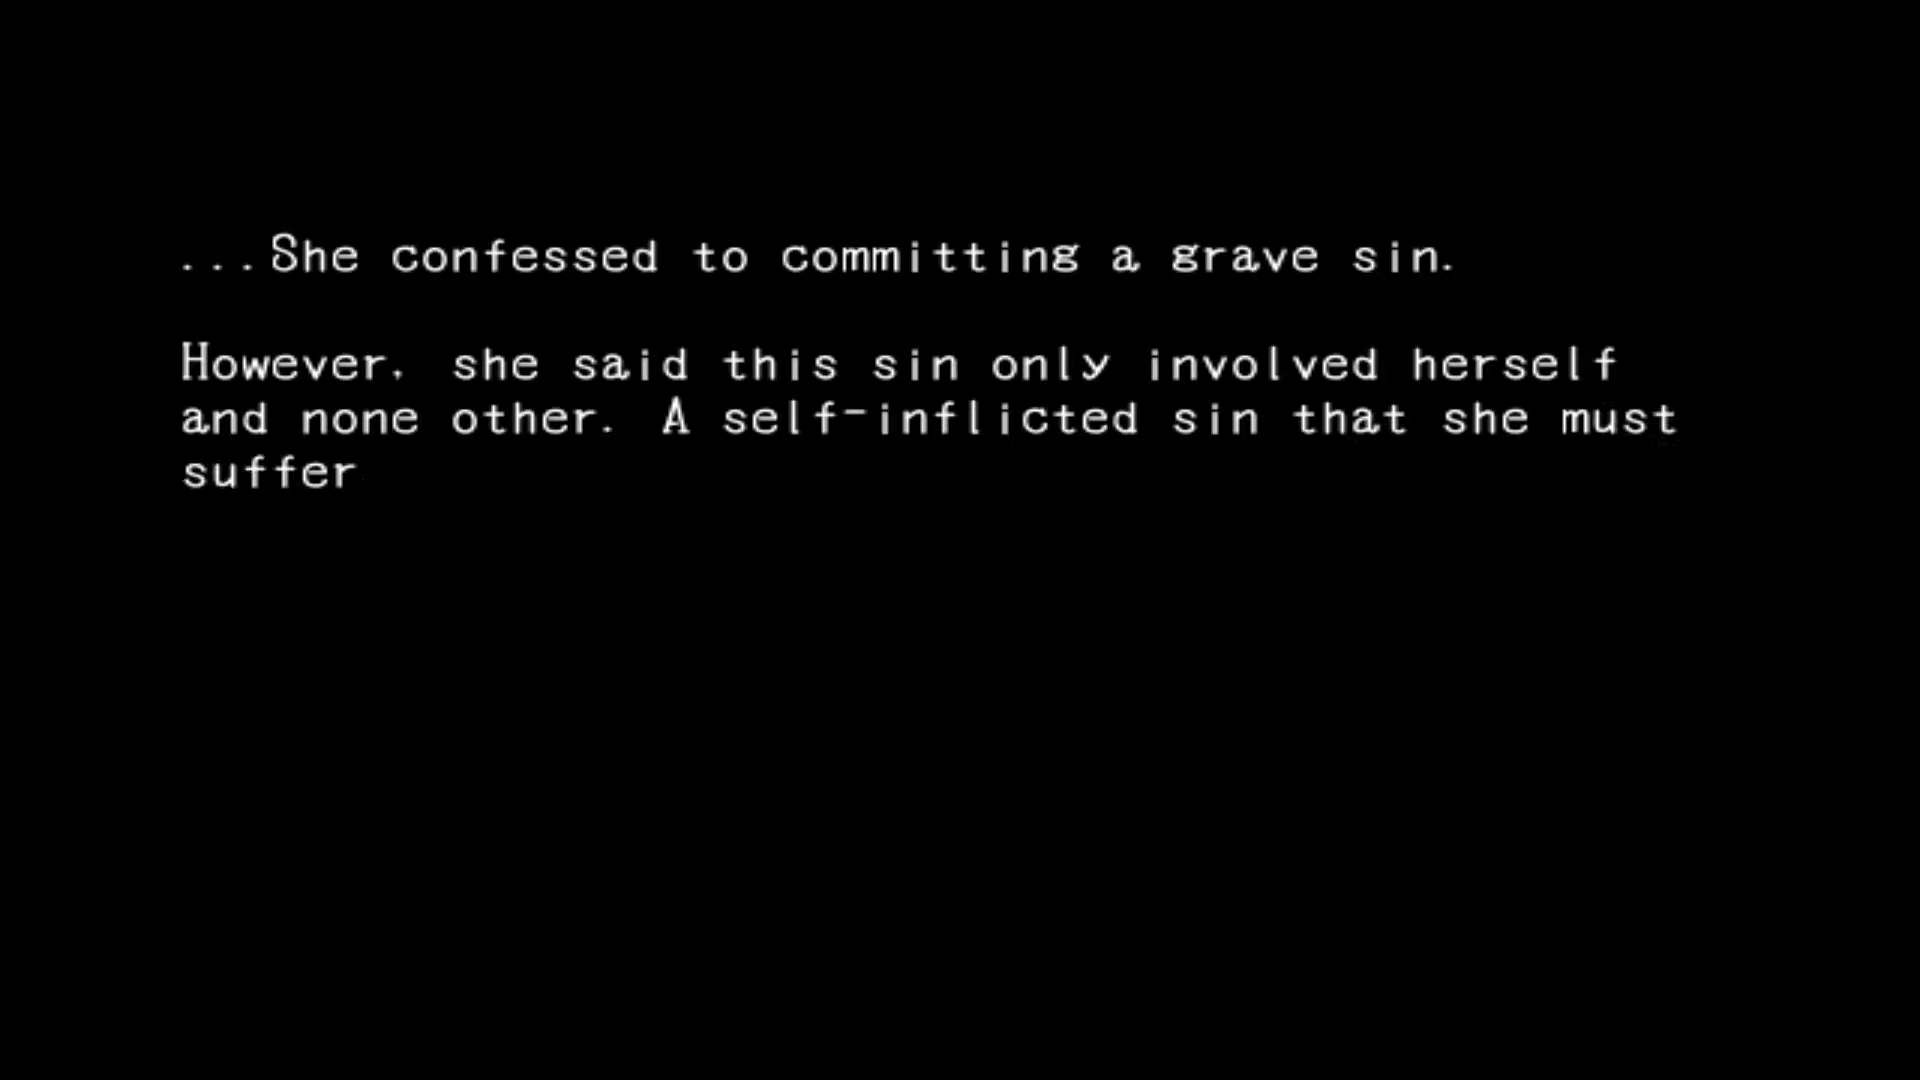 ...She confessed to committing a grave sin.
However, she said this sin only involved herself
and none other. A self-inflicted sin that she must
suffer